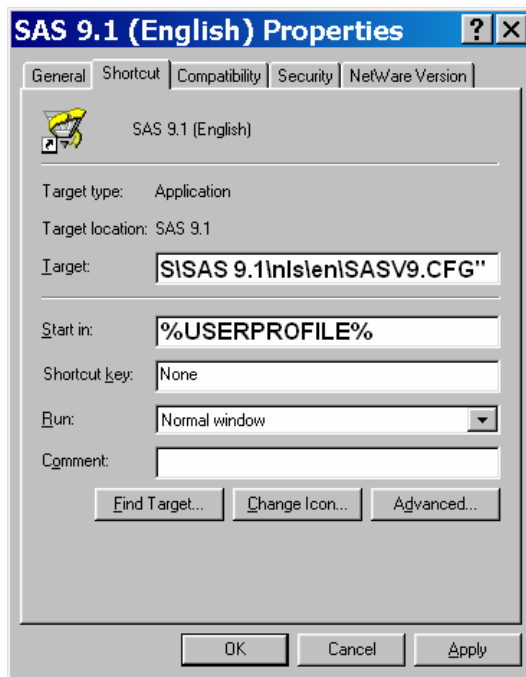 SAS 9.1 (English) Properties ? X
General Shortcut Compatibility Security NetWare Version
SAS 9.1 (English)
Target type: Application
Target location: SAS 9.1
Target: S\SAS 9.1\nls\en\SASV9.CFG"
Start in: %USERPROFILE%
Shortcut key: None
Run: Normal window
Comment:
Find Target... Change Icon... Advanced...
OK Cancel Apply